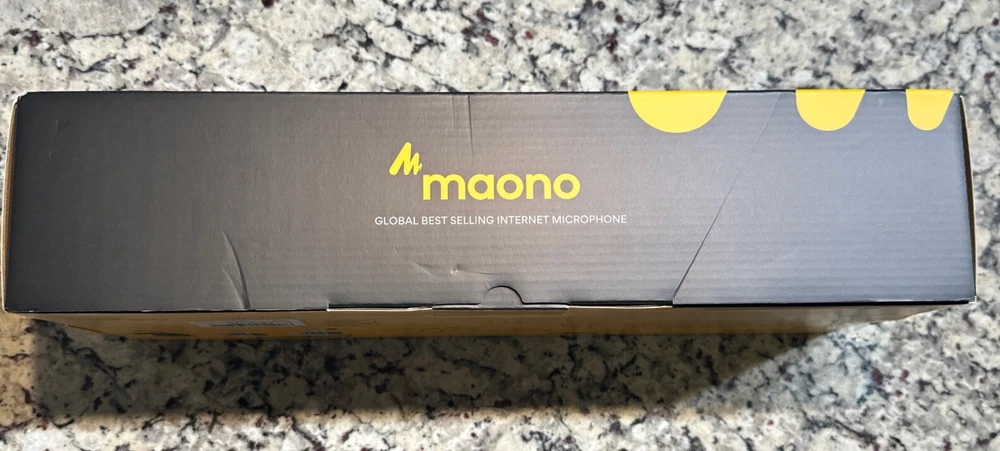 maono
GLOBAL BEST SELLING INTERNET MICROPHONE